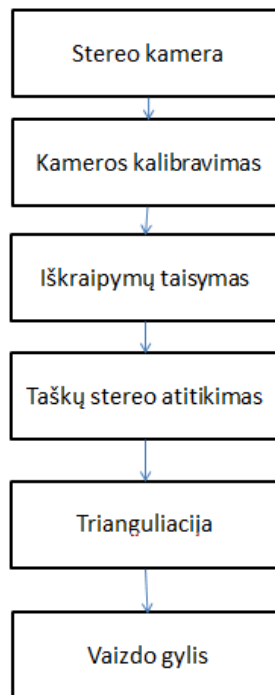 Stereo kamera
Kameros kalibravimas
Iškraipymų taisymas
Taškų stereo atitikimas
Trianguliacija
Vaizdo gylis